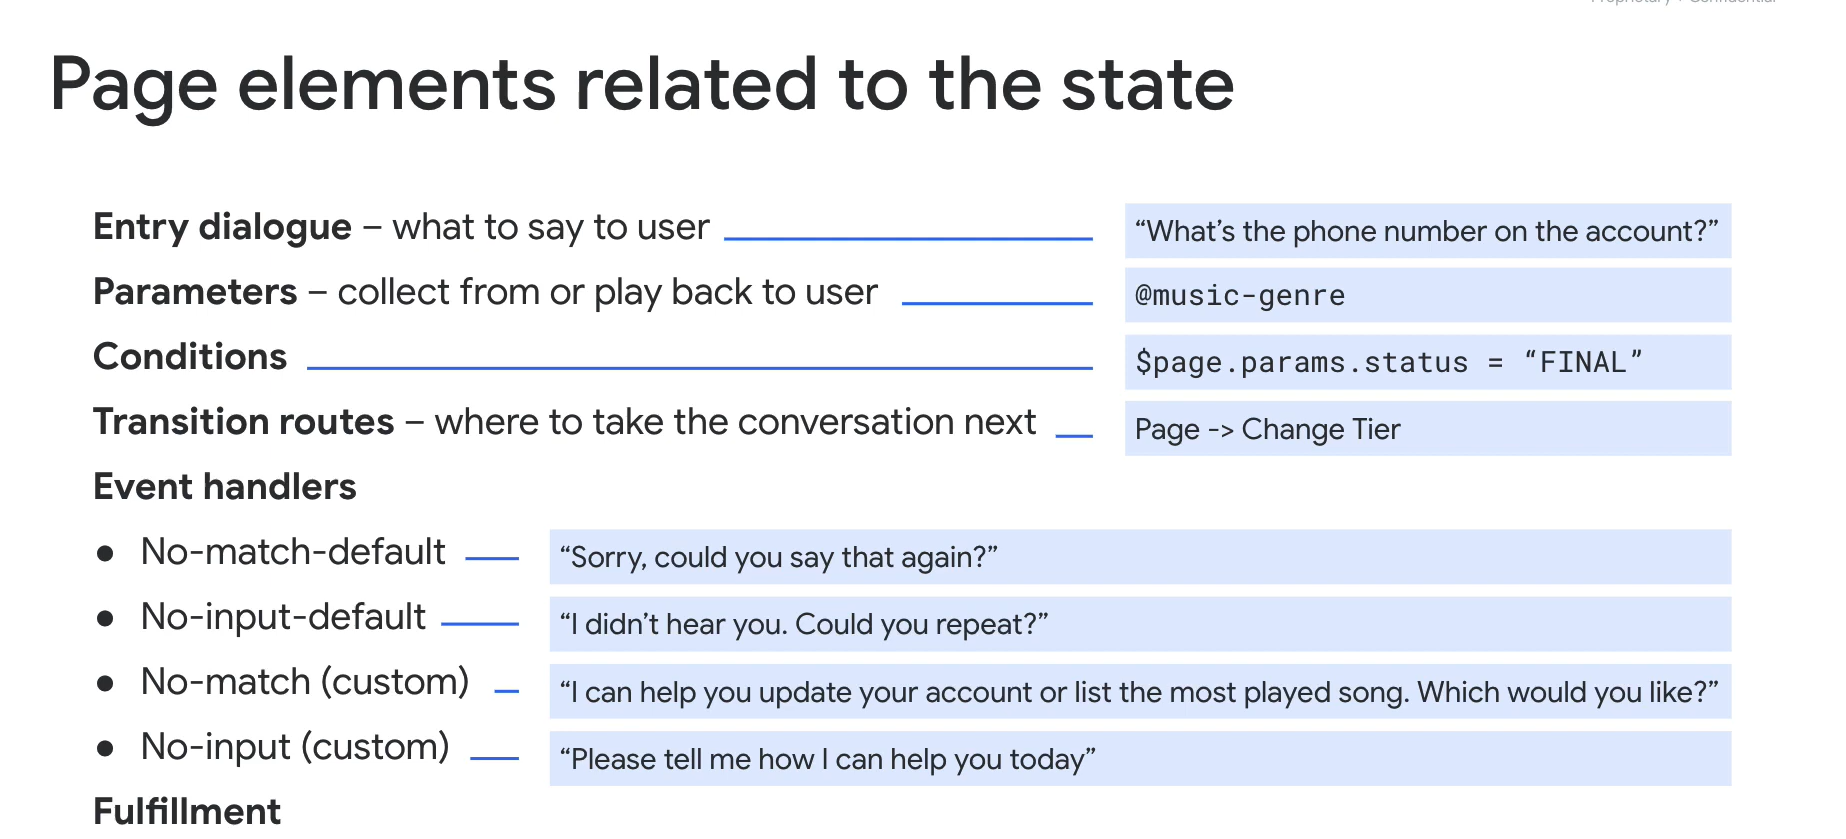 Proprietary + Confidential
Page elements related to the state
Entry dialogue – what to say to user “What’s the phone number on the account?”
Parameters – collect from or play back to user @music-genre
Conditions $page.params.status = “FINAL”
Transition routes – where to take the conversation next Page -> Change Tier
Event handlers
● No-match-default “Sorry, could you say that again?”
● No-input-default “I didn’t hear you. Could you repeat?”
● No-match (custom) “I can help you update your account or list the most played song. Which would you like?”
● No-input (custom) “Please tell me how I can help you today”
Fulfillment